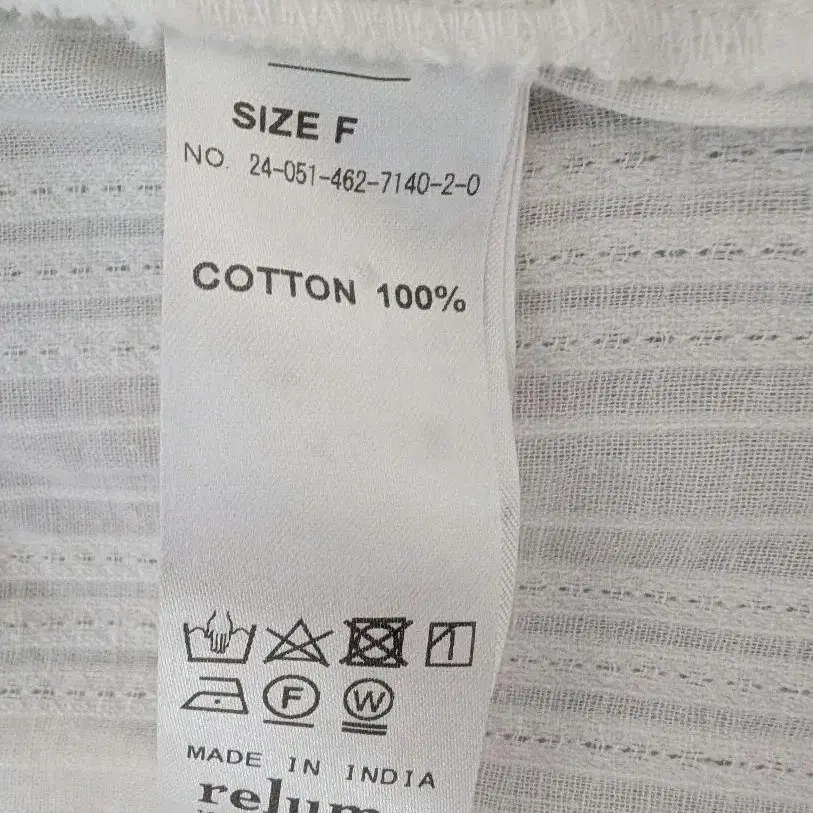 SIZE F
NO. 24-051-462-7140-2-0
COTTON 100%
F W
MADE IN INDIA